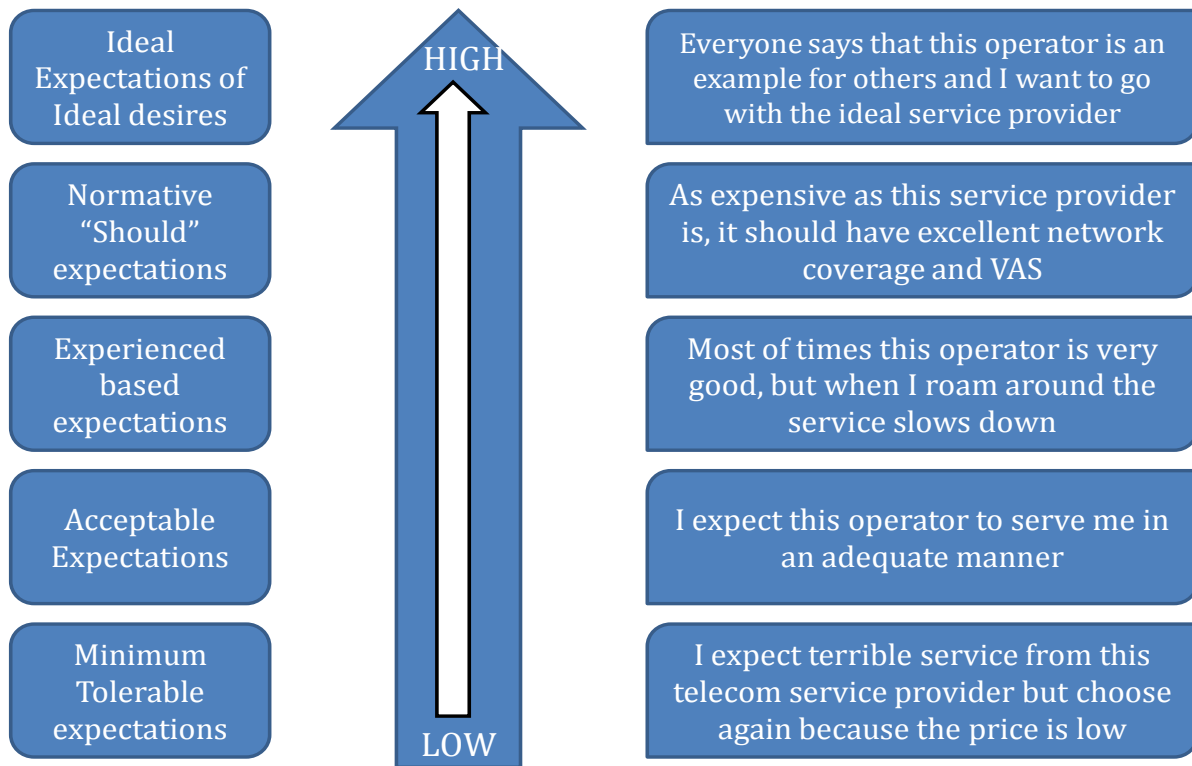 Ideal
Expectations of
Ideal desires
HIGH
Everyone says that this operator is an
example for others and I want to go
with the ideal service provider
Normative
“Should”
expectations
As expensive as this service provider
is, it should have excellent network
coverage and VAS
Experienced
based
expectations
Most of times this operator is very
good, but when I roam around the
service slows down
Acceptable
Expectations
I expect this operator to serve me in
an adequate manner
Minimum
Tolerable
expectations
LOW
I expect terrible service from this
telecom service provider but choose
again because the price is low